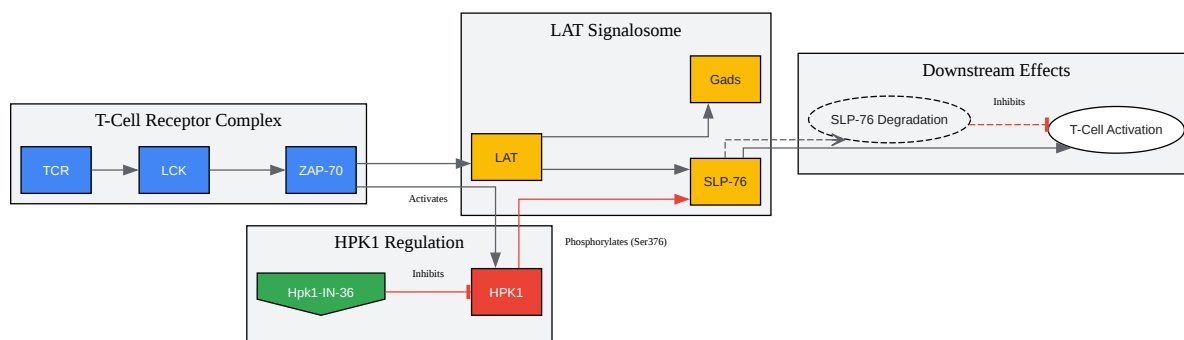 LAT Signalosome
Gads
LAT
SLP-76
Downstream Effects
SLP-76 Degradation
Inhibits
T-Cell Activation
T-Cell Receptor Complex
TCR
LCK
ZAP-70
Activates
HPK1 Regulation
Phosphorylates (Ser376)
Hpk1-IN-36
Inhibits
HPK1